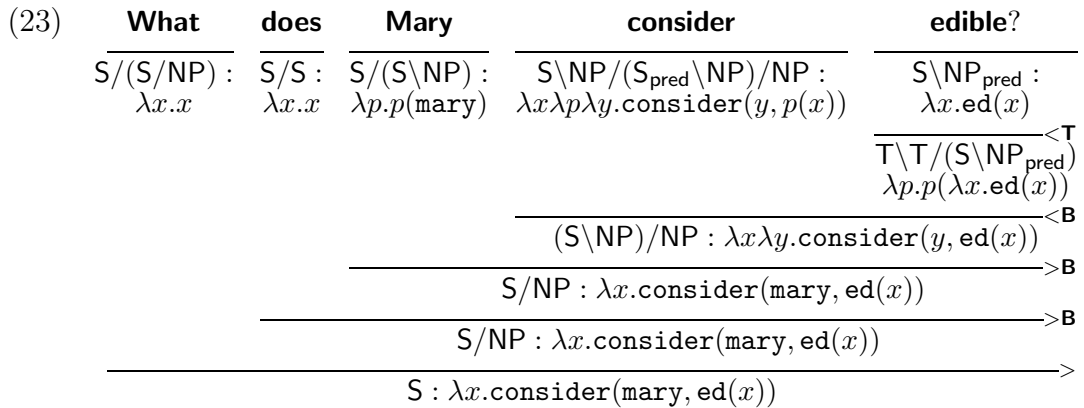 (23) What does Mary consider edible?
S/(S/NP) : S/S : S/(S\NP) : S\NP/(S_pred\NP)/NP : S\NP_pred :
λx.x λx.x λp.p(mary) λxλpλy.consider(y, p(x)) λx.ed(x)
<T
T\T/(S\NP_pred)
λp.p(λx.ed(x))
<B
(S\NP)/NP : λxλy.consider(y, ed(x))
>B
S/NP : λx.consider(mary, ed(x))
>B
S/NP : λx.consider(mary, ed(x))
>
S : λx.consider(mary, ed(x))